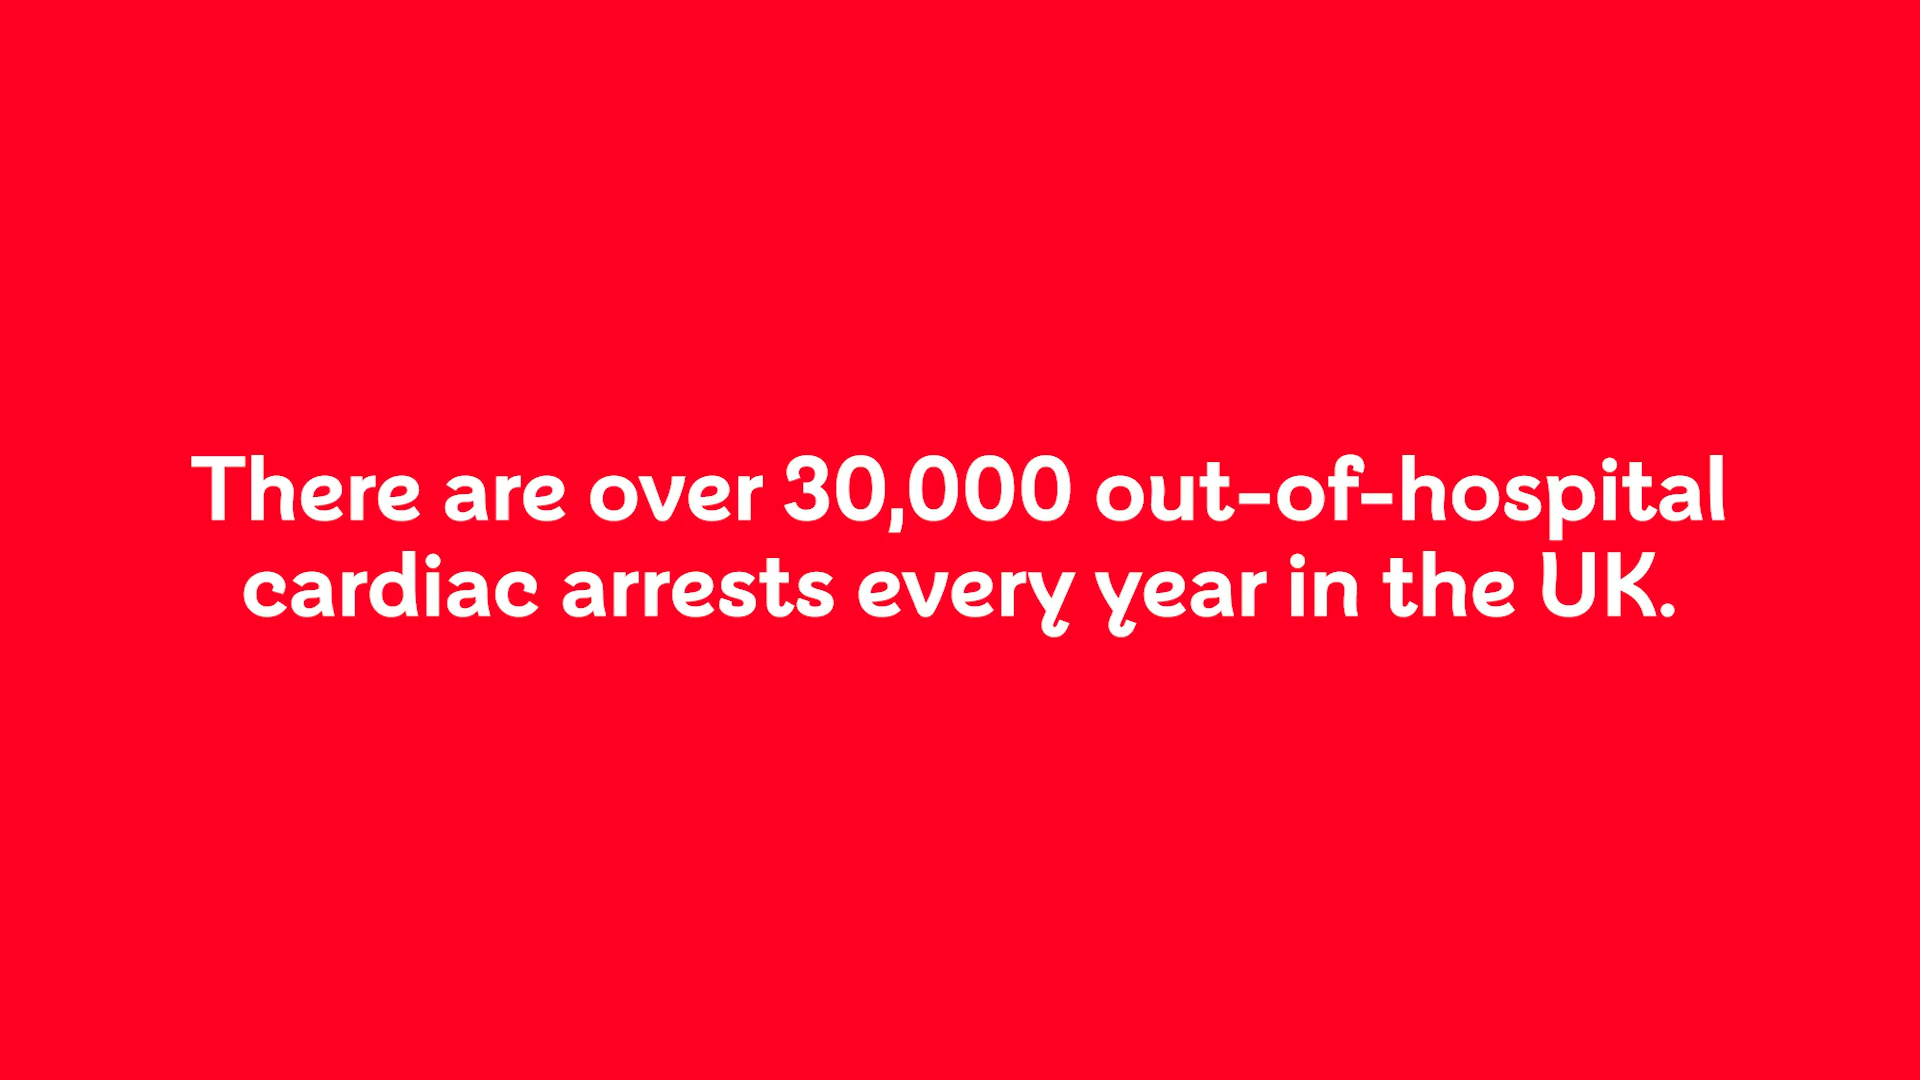 There are over 30,000 out-of-hospital
cardiac arrests every year in the UK.